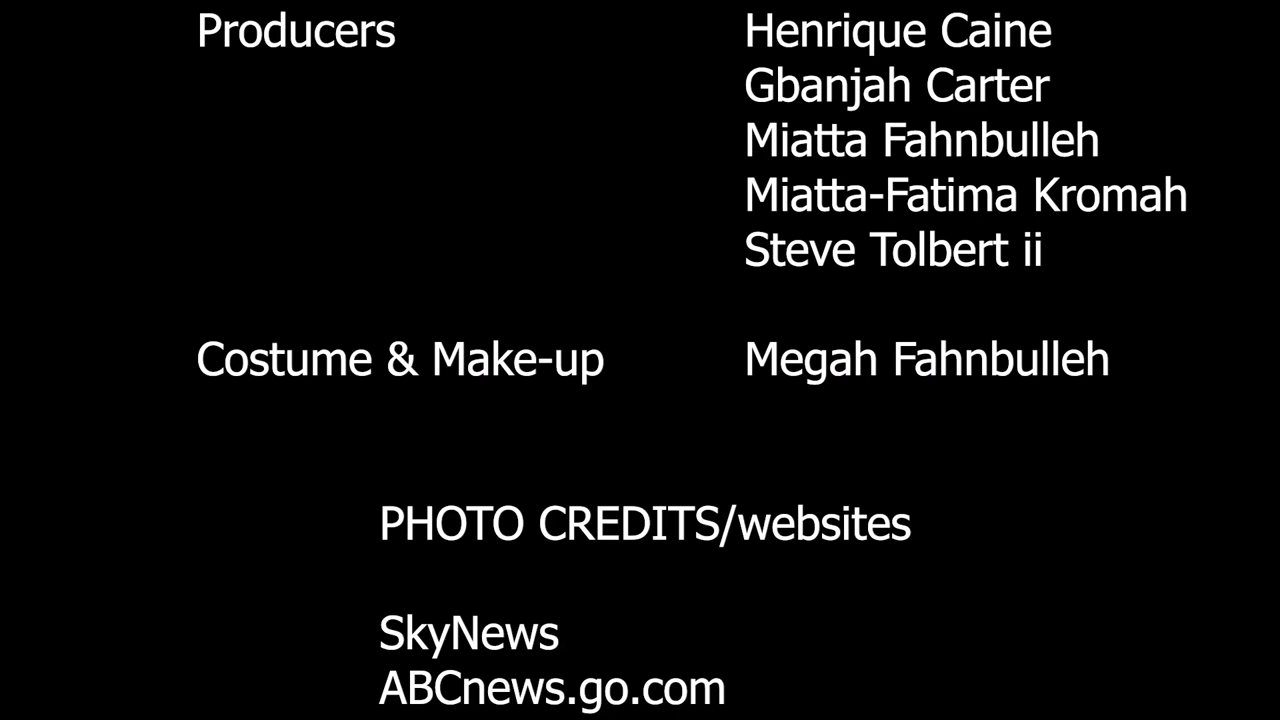 Producers Henrique Caine
Gbanjah Carter
Miatta Fahnbulleh
Miatta-Fatima Kromah
Steve Tolbert ii
Costume & Make-up Megah Fahnbulleh
PHOTO CREDITS/websites
SkyNews
ABCnews.go.com